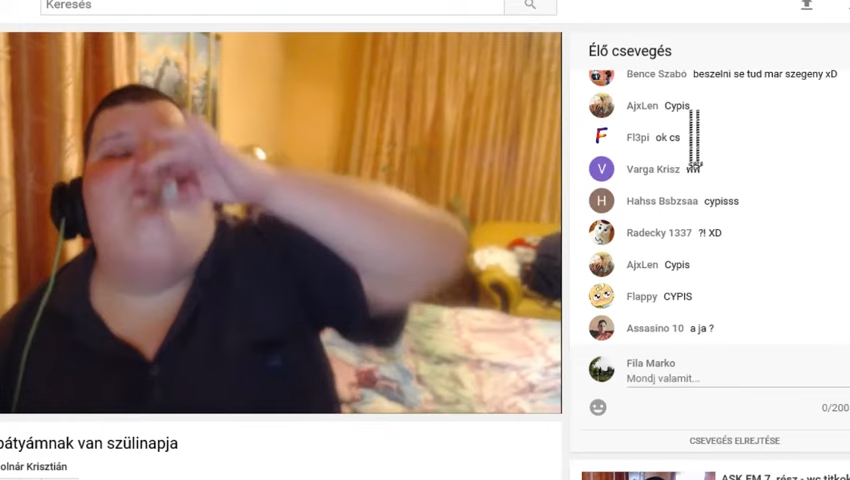 Keresés
Élő csevegés
Bence Szabó beszelni se tud mar szegeny xD
AjxLen Cypis
Fl3pi ok cs
Varga Krisz
Hahss Bsbzsaa cypisss
Radecky 1337 ?! XD
AjxLen Cypis
Flappy CYPIS
Assasino 10 a ja ?
Fila Marko
Mondj valamit...
0/200
CSEVEGÉS ELREJTÉSE
bátyámnak van szülinapja
olnár Krisztián
ASK.FM 7. rész - wc titkok